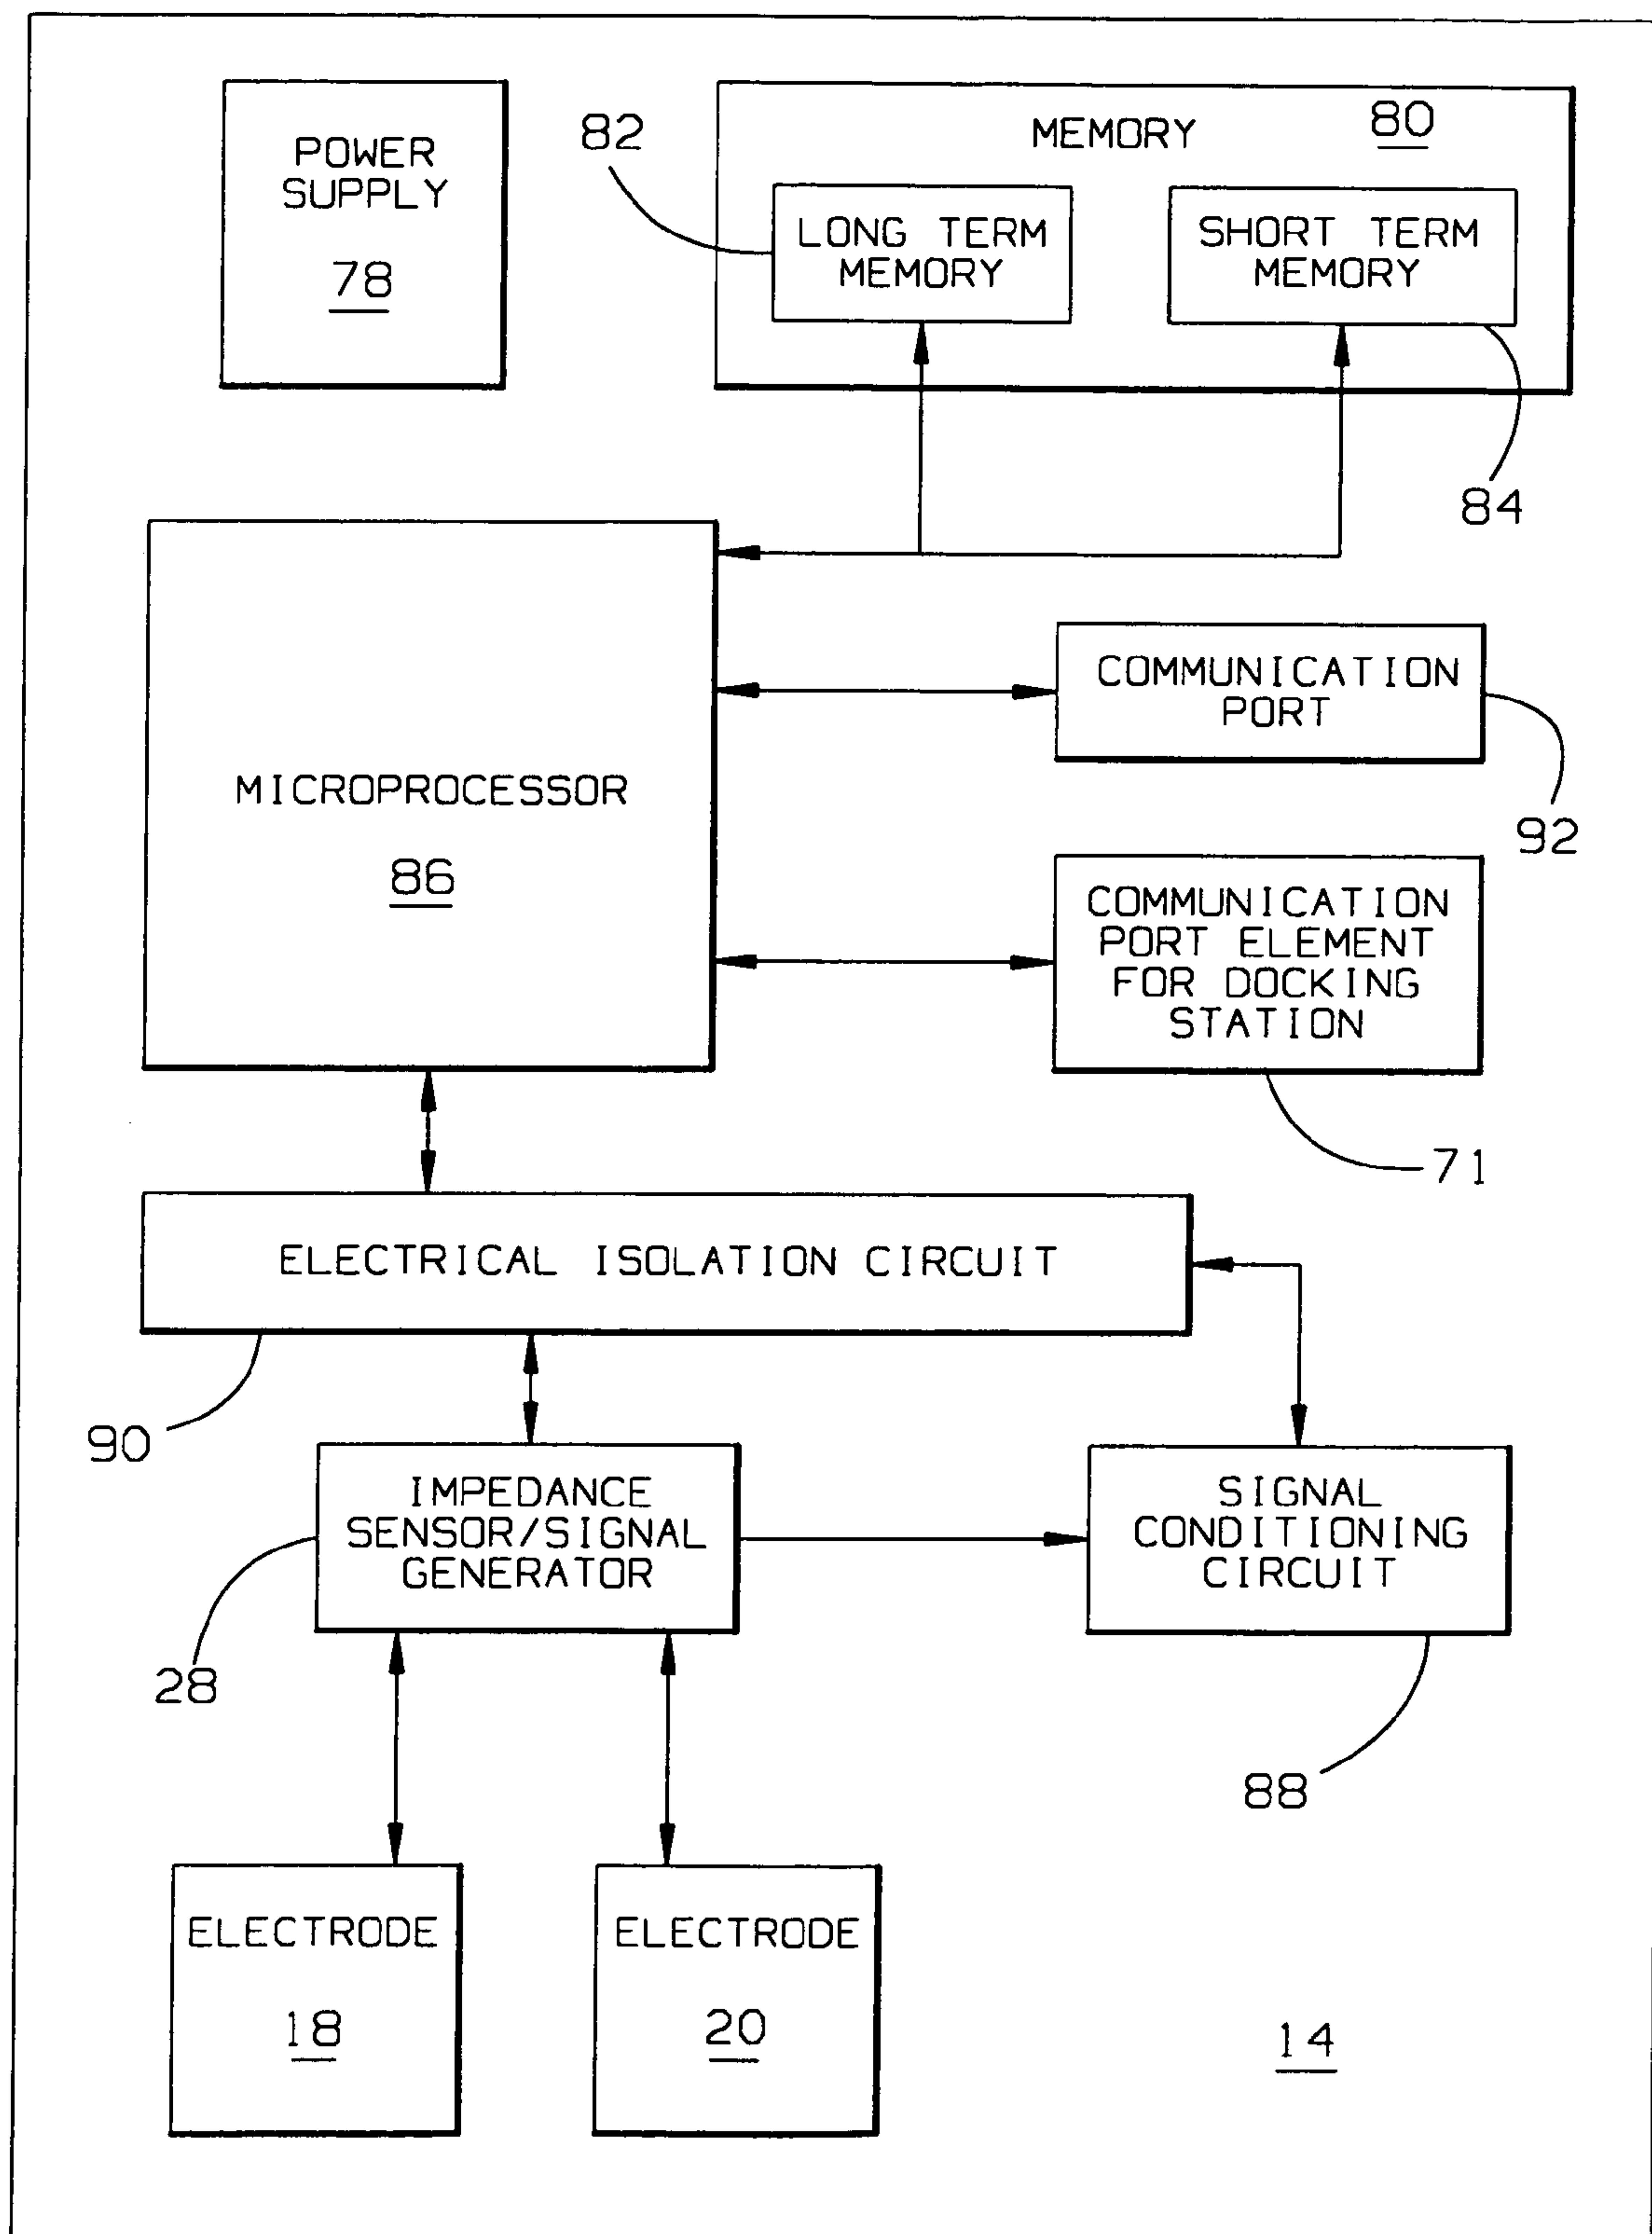 POWER
SUPPLY
78
82
MEMORY
80
LONG TERM
MEMORY
SHORT TERM
MEMORY
84
MICROPROCESSOR
86
COMMUNICATION
PORT
92
COMMUNICATION
PORT ELEMENT
FOR DOCKING
STATION
71
ELECTRICAL ISOLATION CIRCUIT
90
IMPEDANCE
SENSOR/SIGNAL
GENERATOR
28
SIGNAL
CONDITIONING
CIRCUIT
88
ELECTRODE
18
ELECTRODE
20
14